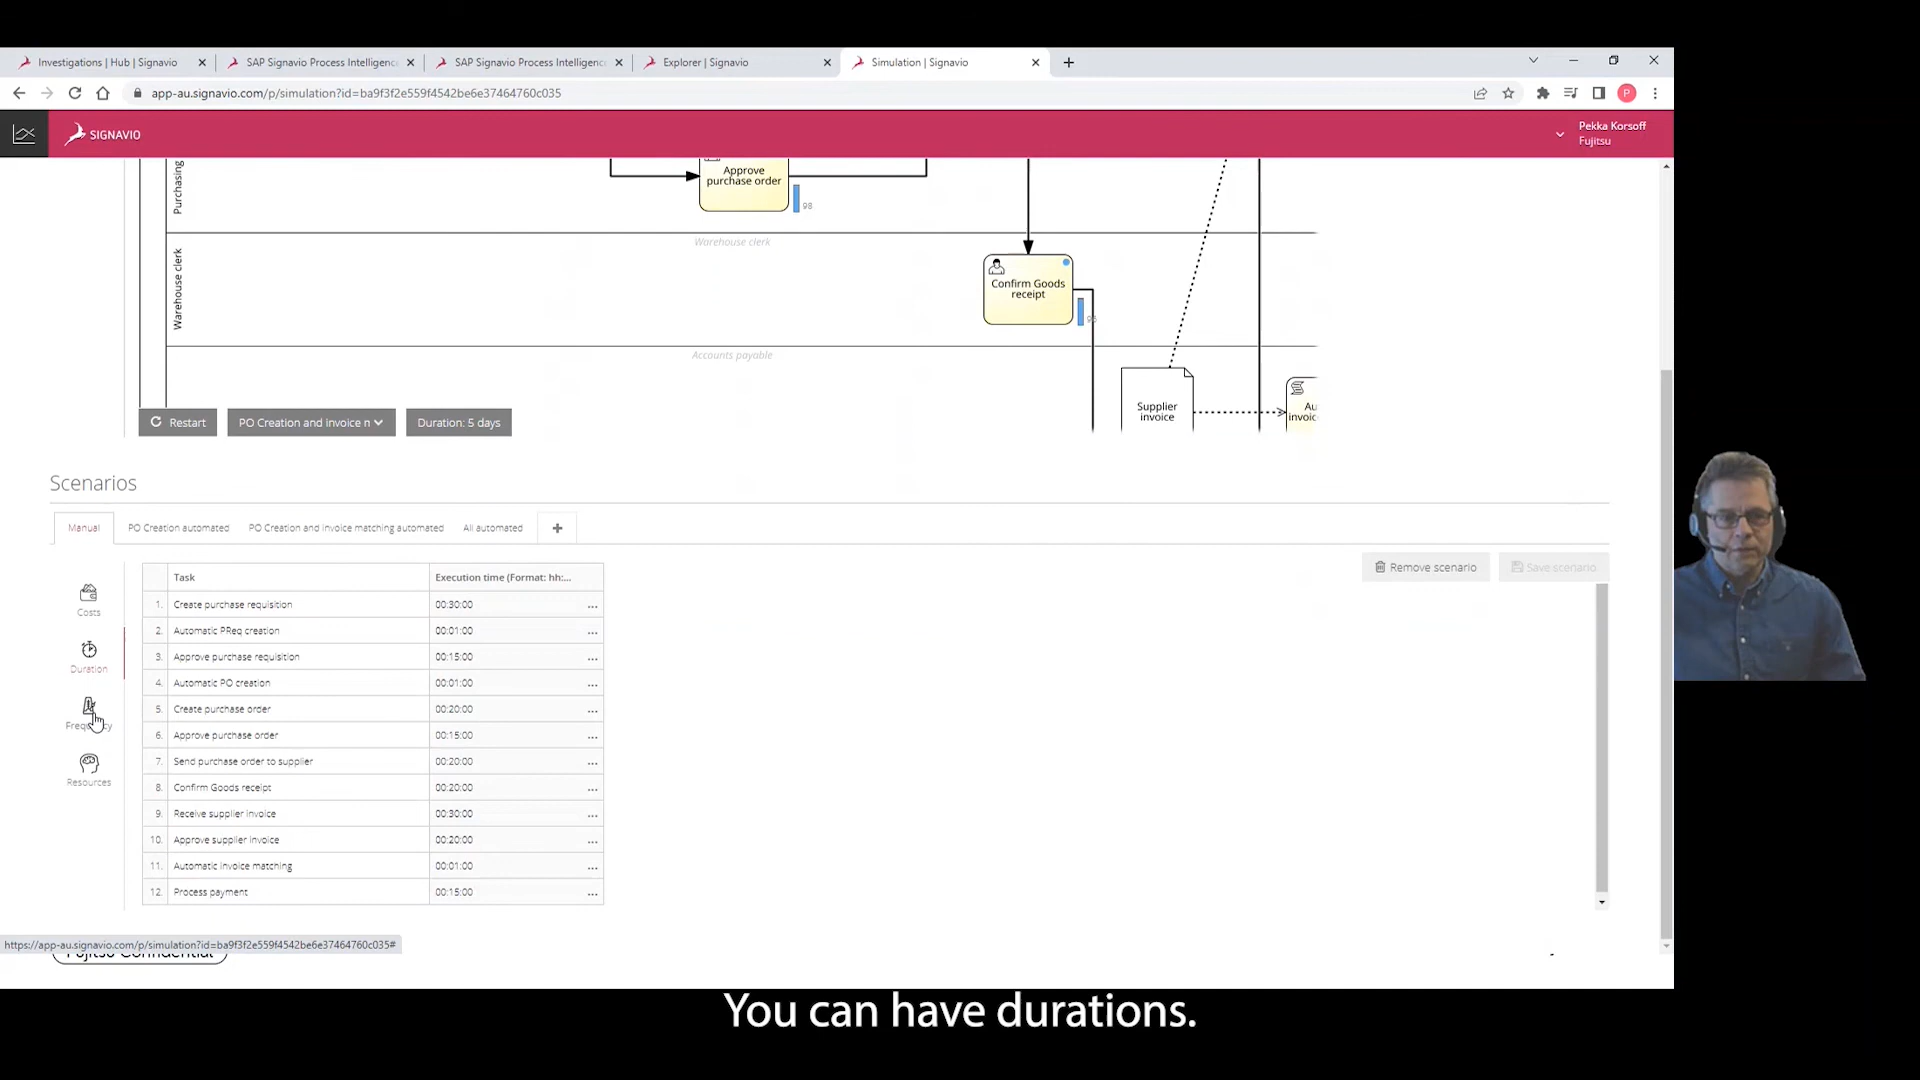 Investigations | Hub | Signavio
SAP Signavio Process Intelligenc
SAP Signavio Process Intelligenc
Explorer | Signavio
Simulation | Signavio
app-au.signavio.com/p/simulation?id=ba9f3f2e559f4542be6e37464760c035
P
SIGNAVIO
Pekka Korsoff
Fujitsu
Purchasing
Approve
purchase order
98
Warehouse clerk
Warehouse clerk
Confirm Goods
receipt
Accounts payable
Supplier
invoice
Au
invoic
Restart
PO Creation and invoice n
Duration: 5 days
Scenarios
Manual
PO Creation automated
PO Creation and invoice matching automated
All automated
+
Remove scenario
Save scenario
Costs
Duration
Resources
Task
Execution time (Format: hh:...
1. Create purchase requisition 00:30:00 ...
2. Automatic PReq creation 00:01:00 ...
3. Approve purchase requisition 00:15:00 ...
4. Automatic PO creation 00:01:00 ...
5. Create purchase order 00:20:00 ...
6. Approve purchase order 00:15:00 ...
7. Send purchase order to supplier 00:20:00 ...
8. Confirm Goods receipt 00:20:00 ...
9. Receive supplier invoice 00:30:00 ...
10. Approve supplier invoice 00:20:00 ...
11. Automatic invoice matching 00:01:00 ...
12. Process payment 00:15:00 ...
https://app-au.signavio.com/p/simulation?id=ba9f3f2e559f4542be6e37464760c035#
Fujitsu Confidential
You can have durations.